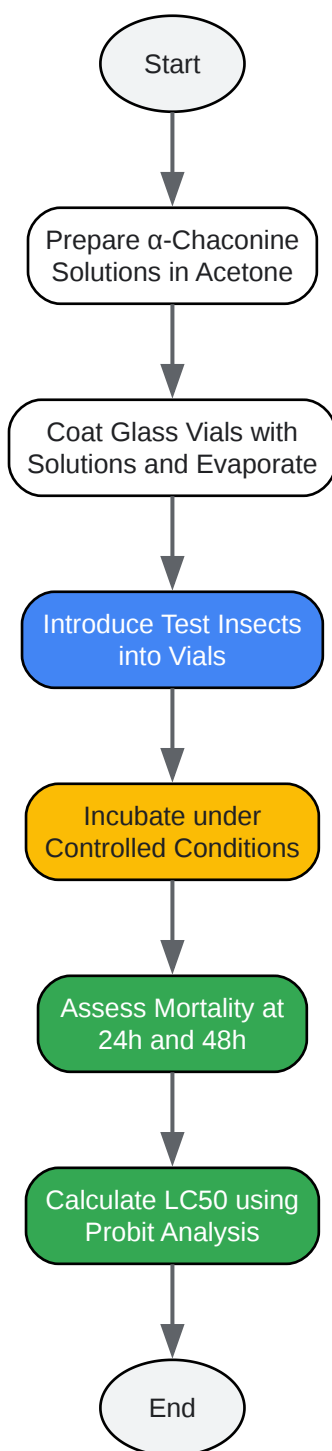 Start
Prepare α-Chaconine
Solutions in Acetone
Coat Glass Vials with
Solutions and Evaporate
Introduce Test Insects
into Vials
Incubate under
Controlled Conditions
Assess Mortality at
24h and 48h
Calculate LC50 using
Probit Analysis
End